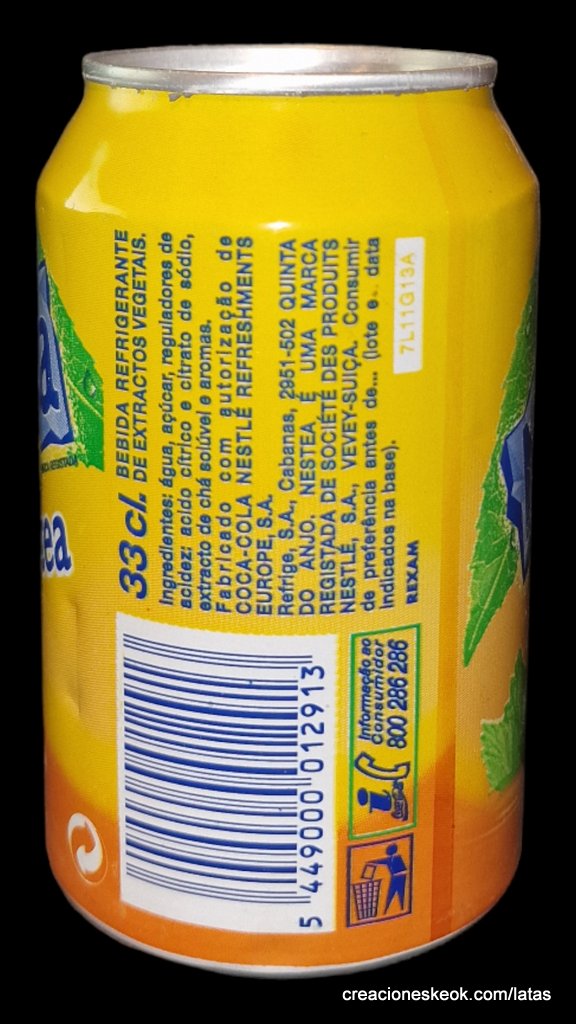 33 cl.
BEBIDA REFRIGERANTE
DE EXTRACTOS VEGETAIS.
Ingredientes: água, açúcar, reguladores de
acidez: acido cítrico e citrato de sódio,
extracto de chá solúvel e aromas.
Fabricado com autorização de
COCA-COLA NESTLÉ REFRESHMENTS
EUROPE, S.A.
Refrige, S.A., Cabanas, 2951-502 QUINTA
DO ANJO, NESTEA É UMA MARCA
REGISTADA DE SOCIÉTÉ DES PRODUITS
NESTLÉ, S.A., VEVEY-SUIÇA. Consumir
de preferência antes de... (lote e data
Indicados na base).
REXAM
7L11G13A
5 449000 012913
Informação ao
Consumidor
800 286 286
creacioneskeok.com/latas